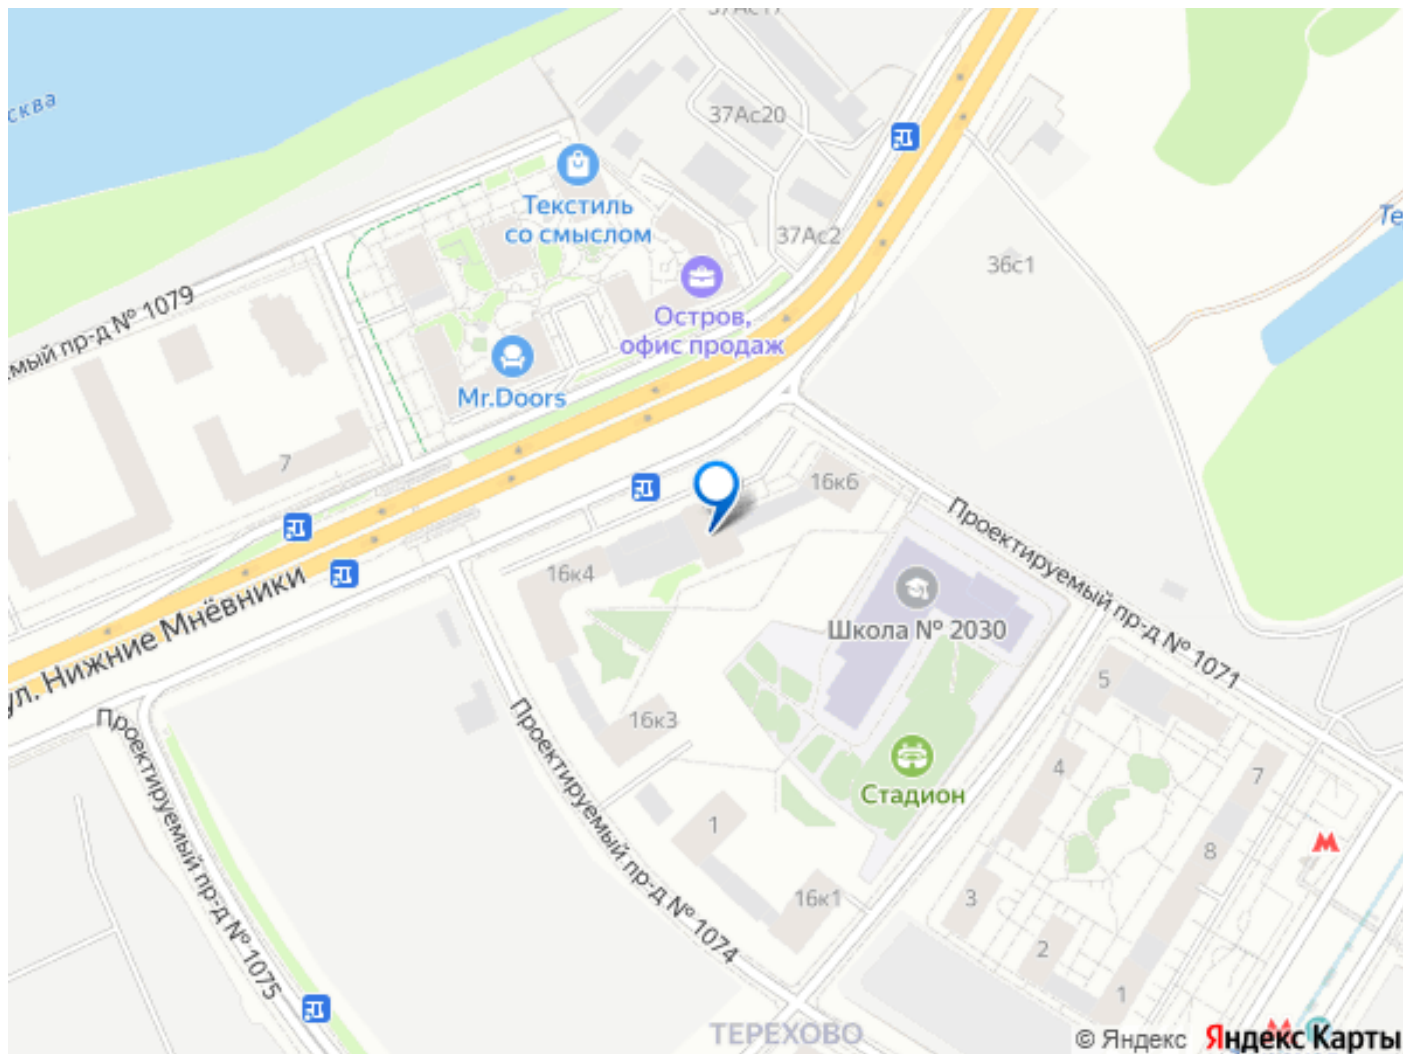 сква
37Ас20
Текстиль
со смыслом
37Ас2
Те
36с1
мый пр-д № 1079
Остров,
офис продаж
Mr.Doors
7
16к6
Проектируемый пр-д № 1071
16к4
ул. Нижние Мнёвники
Школа № 2030
16к3
5
Проектируемый пр-д № 1075
Проектируемый пр-д № 1074
Стадион
4
7
1
8
16к1
3
2
1
ТЕРЕХОВО
© Яндекс Яндекс Карты